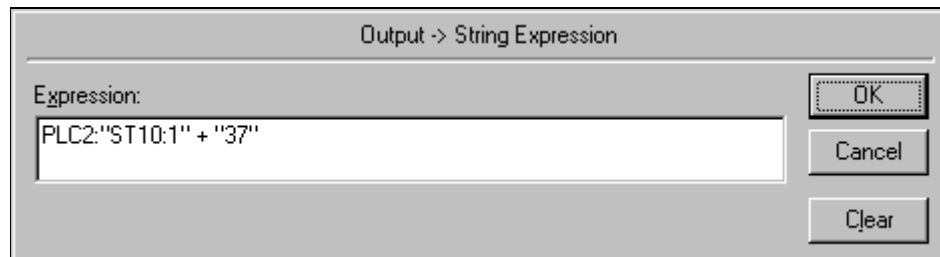 Output -> String Expression
Expression:
OK
PLC2:"ST10:1" + "37"
Cancel
Clear